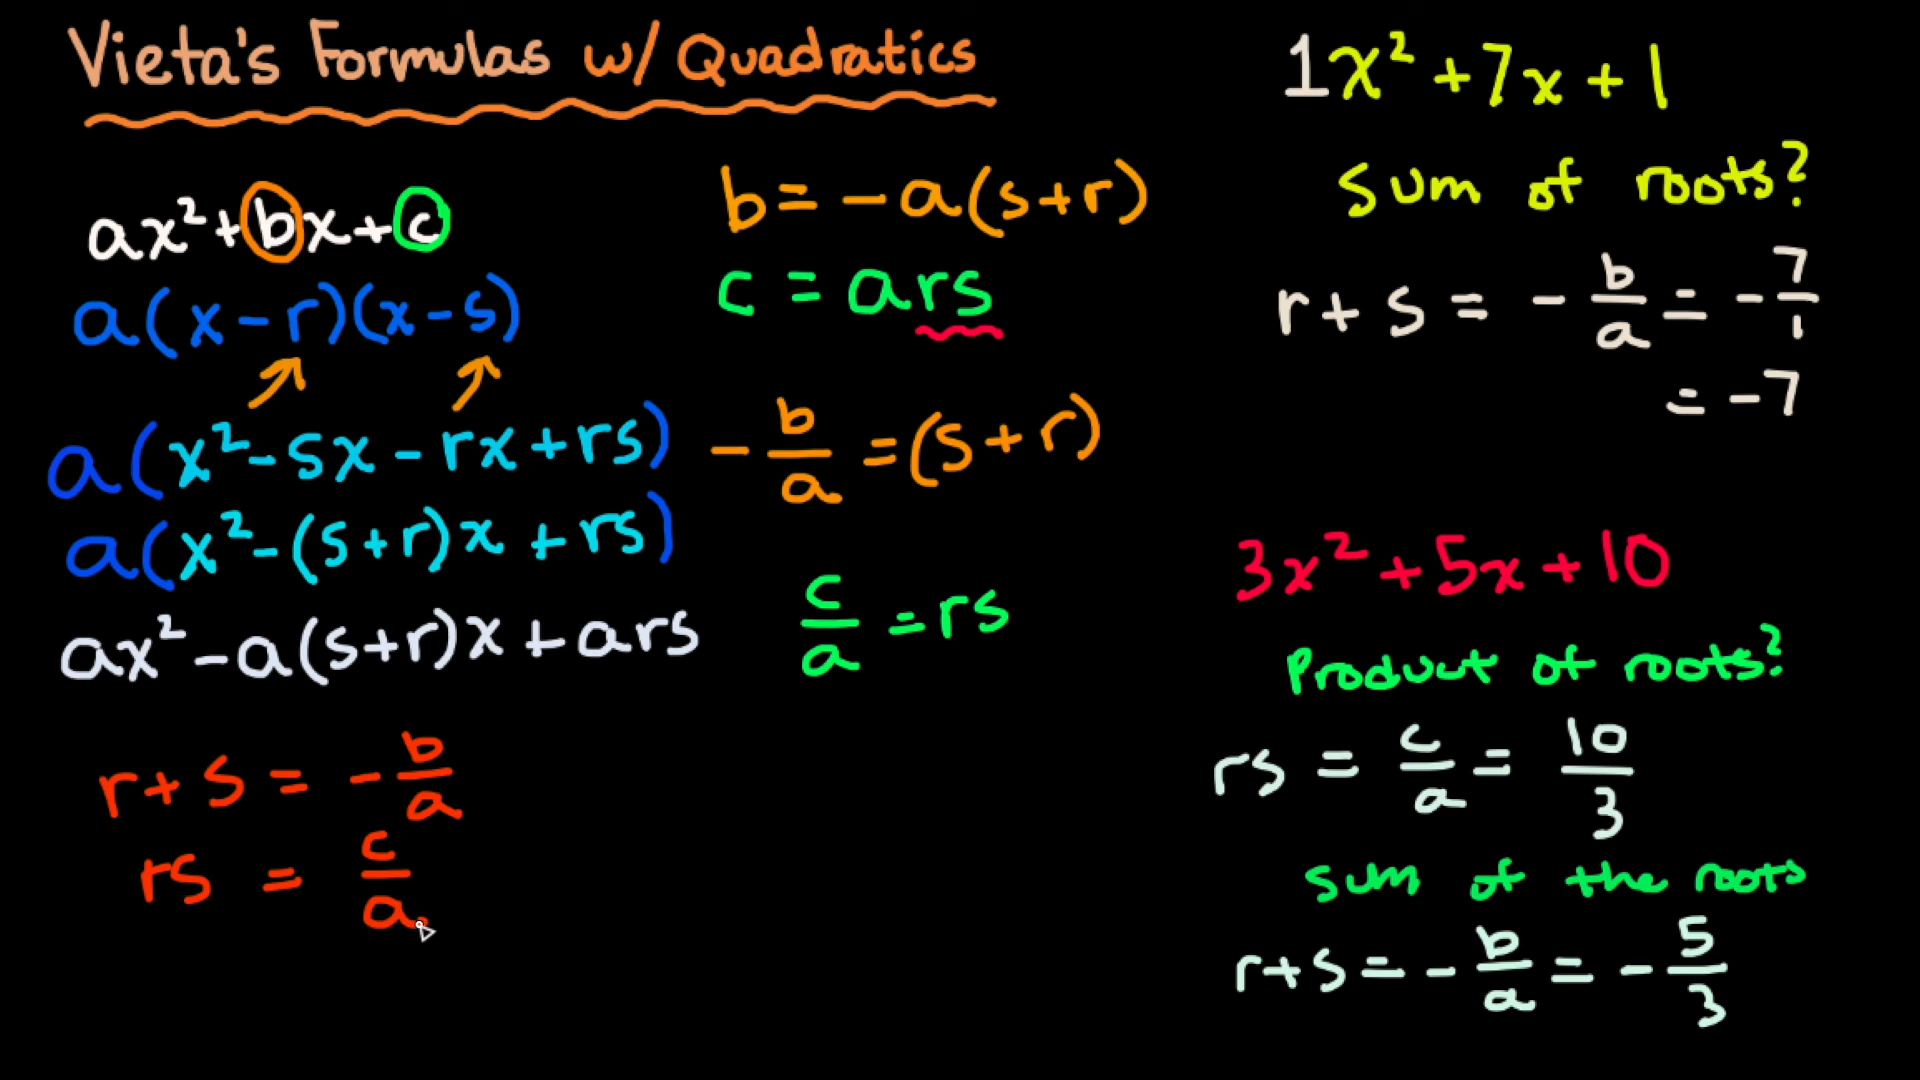 Vieta's Formulas w/ Quadratics
ax² + bx + c
a(x - r)(x - s)
a(x² - sx - rx + rs)
a(x² - (s + r)x + rs)
ax² - a(s + r)x + ars
r + s = - b/a
rs = c/a
b = - a(s + r)
c = ars
- b/a = (s + r)
c/a = rs
1x² + 7x + 1
Sum of roots?
r + s = - b/a = - 7/1
= - 7
3x² + 5x + 10
Product of roots?
rs = c/a = 10/3
Sum of the roots
r + s = - b/a = - 5/3